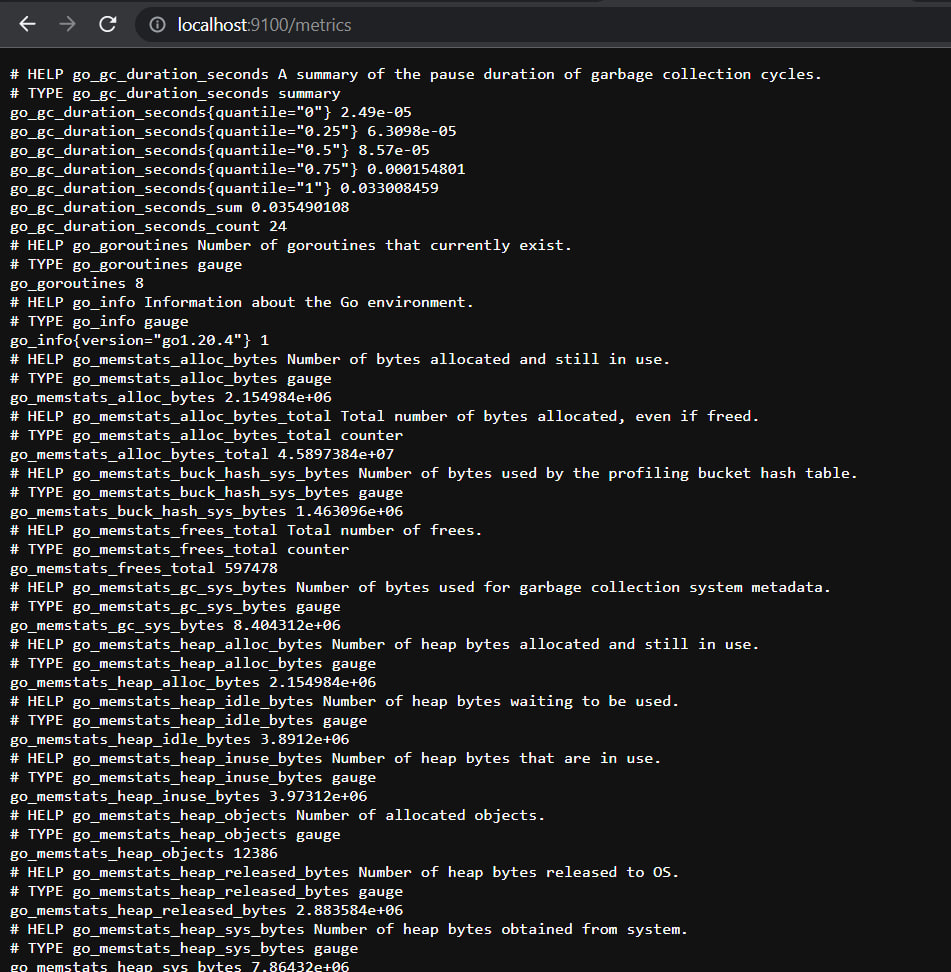 localhost:9100/metrics
# HELP go_gc_duration_seconds A summary of the pause duration of garbage collection cycles.
# TYPE go_gc_duration_seconds summary
go_gc_duration_seconds{quantile="0"} 2.49e-05
go_gc_duration_seconds{quantile="0.25"} 6.3098e-05
go_gc_duration_seconds{quantile="0.5"} 8.57e-05
go_gc_duration_seconds{quantile="0.75"} 0.000154801
go_gc_duration_seconds{quantile="1"} 0.033008459
go_gc_duration_seconds_sum 0.035490108
go_gc_duration_seconds_count 24
# HELP go_goroutines Number of goroutines that currently exist.
# TYPE go_goroutines gauge
go_goroutines 8
# HELP go_info Information about the Go environment.
# TYPE go_info gauge
go_info{version="go1.20.4"} 1
# HELP go_memstats_alloc_bytes Number of bytes allocated and still in use.
# TYPE go_memstats_alloc_bytes gauge
go_memstats_alloc_bytes 2.154984e+06
# HELP go_memstats_alloc_bytes_total Total number of bytes allocated, even if freed.
# TYPE go_memstats_alloc_bytes_total counter
go_memstats_alloc_bytes_total 4.5897384e+07
# HELP go_memstats_buck_hash_sys_bytes Number of bytes used by the profiling bucket hash table.
# TYPE go_memstats_buck_hash_sys_bytes gauge
go_memstats_buck_hash_sys_bytes 1.463096e+06
# HELP go_memstats_frees_total Total number of frees.
# TYPE go_memstats_frees_total counter
go_memstats_frees_total 597478
# HELP go_memstats_gc_sys_bytes Number of bytes used for garbage collection system metadata.
# TYPE go_memstats_gc_sys_bytes gauge
go_memstats_gc_sys_bytes 8.404312e+06
# HELP go_memstats_heap_alloc_bytes Number of heap bytes allocated and still in use.
# TYPE go_memstats_heap_alloc_bytes gauge
go_memstats_heap_alloc_bytes 2.154984e+06
# HELP go_memstats_heap_idle_bytes Number of heap bytes waiting to be used.
# TYPE go_memstats_heap_idle_bytes gauge
go_memstats_heap_idle_bytes 3.8912e+06
# HELP go_memstats_heap_inuse_bytes Number of heap bytes that are in use.
# TYPE go_memstats_heap_inuse_bytes gauge
go_memstats_heap_inuse_bytes 3.97312e+06
# HELP go_memstats_heap_objects Number of allocated objects.
# TYPE go_memstats_heap_objects gauge
go_memstats_heap_objects 12386
# HELP go_memstats_heap_released_bytes Number of heap bytes released to OS.
# TYPE go_memstats_heap_released_bytes gauge
go_memstats_heap_released_bytes 2.883584e+06
# HELP go_memstats_heap_sys_bytes Number of heap bytes obtained from system.
# TYPE go_memstats_heap_sys_bytes gauge
go_memstats_heap_sys_bytes 7.86432e+06